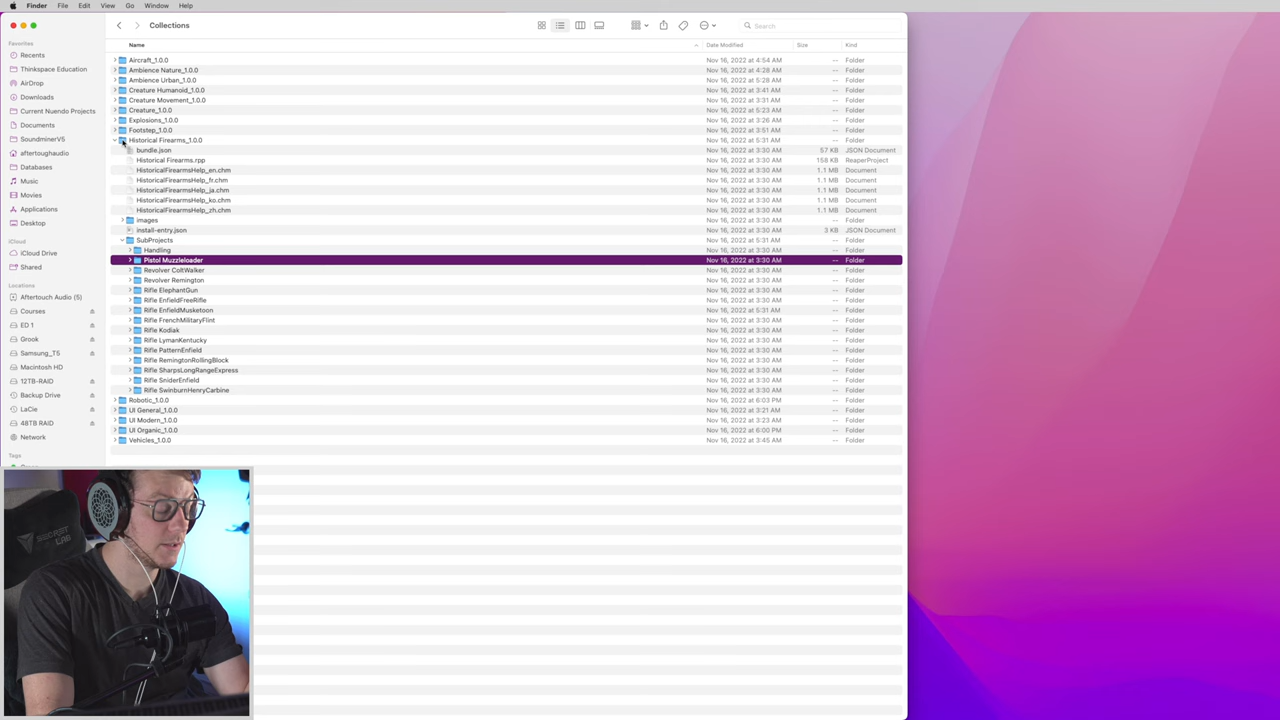 Finder File Edit View Go Window Help
Collections
Search
Favorites
Recents
Thinkspace Education
AirDrop
Downloads
Current Nuendo Projects
Documents
SoundminerV5
aftertoughaudio
Databases
Music
Movies
Applications
Desktop
iCloud
iCloud Drive
Shared
Locations
Aftertouch Audio (5)
Courses
ED 1
Grook
Samsung_T5
Macintosh HD
12TB-RAID
Backup Drive
LaCie
48TB RAID
Network
Tags
Name Date Modified Size Kind
Aircraft_1.0.0 Nov 16, 2022 at 4:54 AM -- Folder
Ambience Nature_1.0.0 Nov 16, 2022 at 4:28 AM -- Folder
Ambience Urban_1.0.0 Nov 16, 2022 at 5:28 AM -- Folder
Creature Humanoid_1.0.0 Nov 16, 2022 at 3:41 AM -- Folder
Creature Movement_1.0.0 Nov 16, 2022 at 3:31 AM -- Folder
Creature_1.0.0 Nov 16, 2022 at 5:23 AM -- Folder
Explosions_1.0.0 Nov 16, 2022 at 3:26 AM -- Folder
Footstep_1.0.0 Nov 16, 2022 at 3:51 AM -- Folder
Historical Firearms_1.0.0 Nov 16, 2022 at 5:31 AM -- Folder
bundle.json Nov 16, 2022 at 3:30 AM 57 KB JSON Document
Historical Firearms.rpp Nov 16, 2022 at 3:30 AM 158 KB ReaperProject
HistoricalFirearmsHelp_en.chm Nov 16, 2022 at 3:30 AM 1.1 MB Document
HistoricalFirearmsHelp_fr.chm Nov 16, 2022 at 3:30 AM 1.1 MB Document
HistoricalFirearmsHelp_ja.chm Nov 16, 2022 at 3:30 AM 1.1 MB Document
HistoricalFirearmsHelp_ko.chm Nov 16, 2022 at 3:30 AM 1.1 MB Document
HistoricalFirearmsHelp_zh.chm Nov 16, 2022 at 3:30 AM 1.1 MB Document
images Nov 16, 2022 at 3:30 AM -- Folder
install-entry.json Nov 16, 2022 at 3:30 AM 3 KB JSON Document
SubProjects Nov 16, 2022 at 5:31 AM -- Folder
Handling Nov 16, 2022 at 3:30 AM -- Folder
Pistol Muzzleloader Nov 16, 2022 at 3:30 AM -- Folder
Revolver ColtWalker Nov 16, 2022 at 3:30 AM -- Folder
Revolver Remington Nov 16, 2022 at 3:30 AM -- Folder
Rifle ElephantGun Nov 16, 2022 at 3:30 AM -- Folder
Rifle EnfieldFreeRifle Nov 16, 2022 at 3:30 AM -- Folder
Rifle EnfieldMusketoon Nov 16, 2022 at 5:31 AM -- Folder
Rifle FrenchMilitaryFlint Nov 16, 2022 at 3:30 AM -- Folder
Rifle Kodiak Nov 16, 2022 at 3:30 AM -- Folder
Rifle LymanKentucky Nov 16, 2022 at 3:30 AM -- Folder
Rifle PatternEnfield Nov 16, 2022 at 3:30 AM -- Folder
Rifle RemingtonRollingBlock Nov 16, 2022 at 3:30 AM -- Folder
Rifle SharpsLongRangeExpress Nov 16, 2022 at 3:30 AM -- Folder
Rifle SniderEnfield Nov 16, 2022 at 3:30 AM -- Folder
Rifle SwinburnHenryCarbine Nov 16, 2022 at 3:30 AM -- Folder
Robotic_1.0.0 Nov 16, 2022 at 6:03 PM -- Folder
UI General_1.0.0 Nov 16, 2022 at 3:21 AM -- Folder
UI Modern_1.0.0 Nov 16, 2022 at 3:23 AM -- Folder
UI Organic_1.0.0 Nov 16, 2022 at 6:00 PM -- Folder
Vehicles_1.0.0 Nov 16, 2022 at 3:45 AM -- Folder
SECRET
LAB